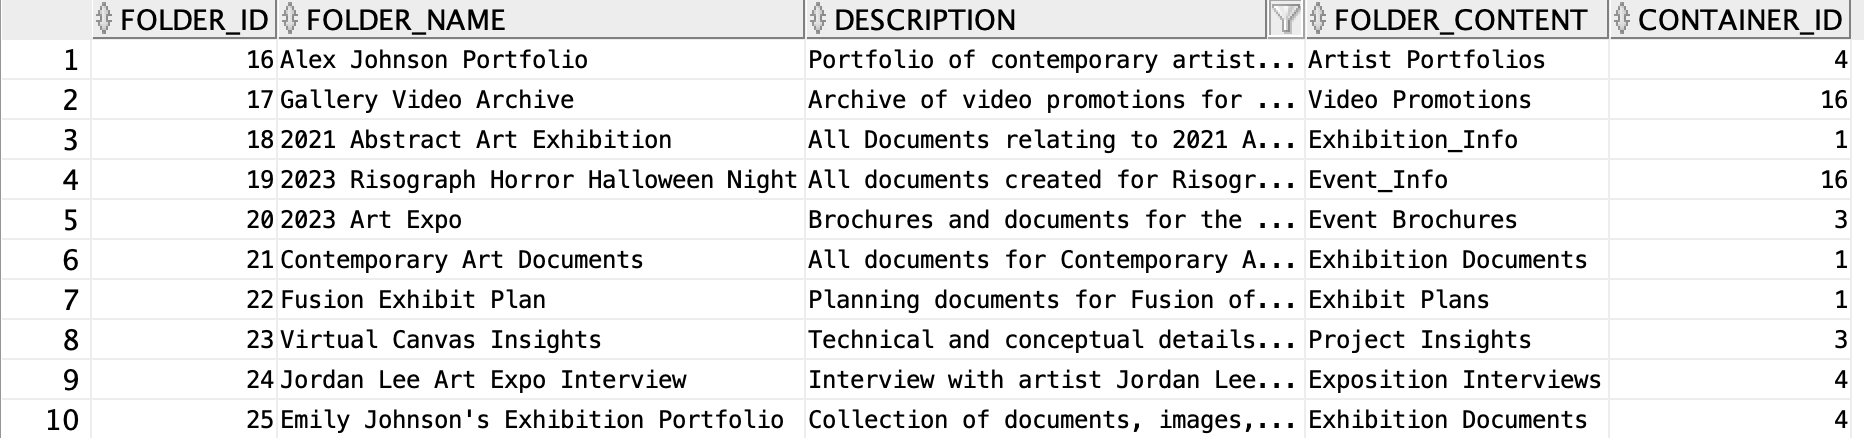 FOLDER_ID FOLDER_NAME DESCRIPTION FOLDER_CONTENT CONTAINER_ID
1 16 Alex Johnson Portfolio Portfolio of contemporary artist... Artist Portfolios 4
2 17 Gallery Video Archive Archive of video promotions for ... Video Promotions 16
3 18 2021 Abstract Art Exhibition All Documents relating to 2021 A... Exhibition_Info 1
4 19 2023 Risograph Horror Halloween Night All documents created for Risogr... Event_Info 16
5 20 2023 Art Expo Brochures and documents for the ... Event Brochures 3
6 21 Contemporary Art Documents All documents for Contemporary A... Exhibition Documents 1
7 22 Fusion Exhibit Plan Planning documents for Fusion of... Exhibit Plans 1
8 23 Virtual Canvas Insights Technical and conceptual details... Project Insights 3
9 24 Jordan Lee Art Expo Interview Interview with artist Jordan Lee... Exposition Interviews 4
10 25 Emily Johnson's Exhibition Portfolio Collection of documents, images,... Exhibition Documents 4